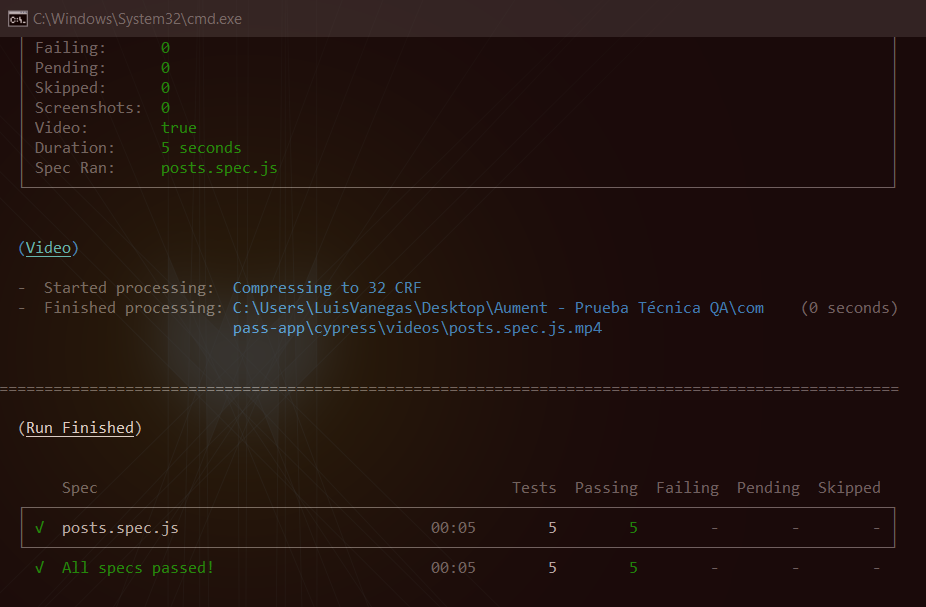 C:\Windows\System32\cmd.exe
Failing: 0
Pending: 0
Skipped: 0
Screenshots: 0
Video: true
Duration: 5 seconds
Spec Ran: posts.spec.js
(Video)
- Started processing: Compressing to 32 CRF
- Finished processing: C:\Users\LuisVanegas\Desktop\Aument - Prueba Técnica QA\com (0 seconds)
pass-app\cypress\videos\posts.spec.js.mp4
====================================================================================================
(Run Finished)
Spec Tests Passing Failing Pending Skipped
√ posts.spec.js 00:05 5 5 - - -
√ All specs passed! 00:05 5 5 - - -